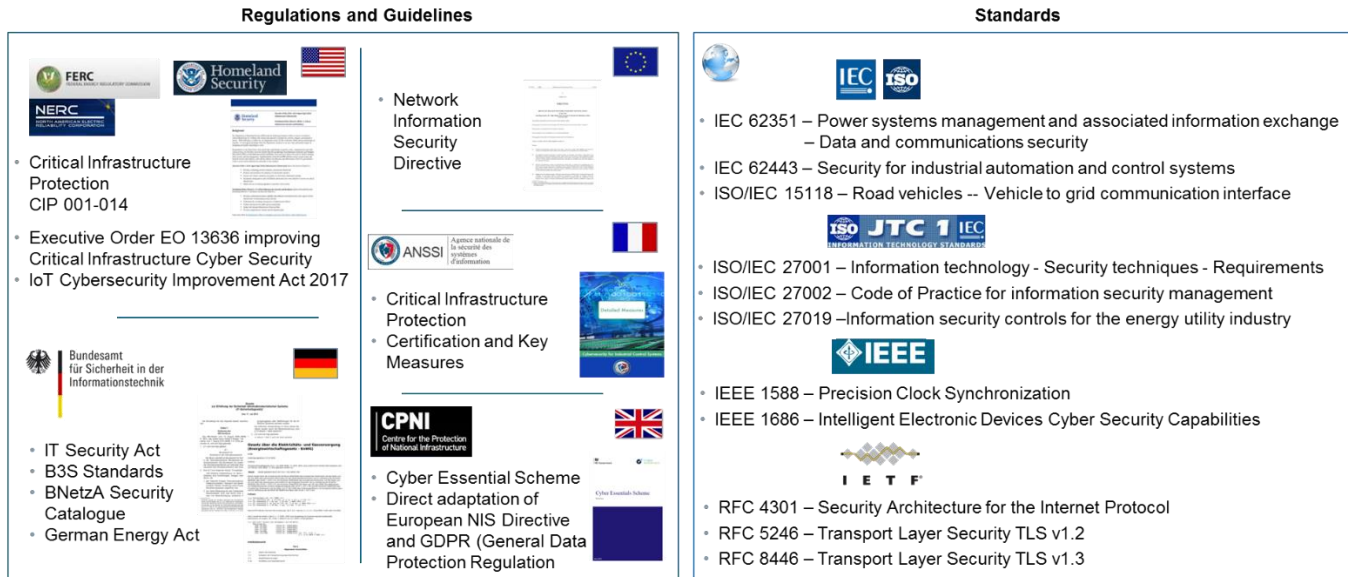 Regulations and Guidelines
FERC
FEDERAL ENERGY REGULATORY COMMISSION
Homeland
Security
NERC
NORTH AMERICAN ELECTRIC
RELIABILITY CORPORATION
• Critical Infrastructure
Protection
CIP 001-014
• Executive Order EO 13636 improving
Critical Infrastructure Cyber Security
• IoT Cybersecurity Improvement Act 2017
Bundesamt
für Sicherheit in der
Informationstechnik
• IT Security Act
• B3S Standards
• BNetzA Security
Catalogue
• German Energy Act
• Network
Information
Security
Directive
ANSSI
Agence nationale de
la sécurité des
systèmes
d'information
• Critical Infrastructure
Protection
• Certification and Key
Measures
Detailed Measures
Cybersecurity for Industrial Control Systems
CPNI
Centre for the Protection
of National Infrastructure
• Cyber Essential Scheme
• Direct adaptation of
European NIS Directive
and GDPR (General Data
Protection Regulation
Cyber Essentials Scheme
Standards
IEC ISO
• IEC 62351 – Power systems management and associated information exchange
– Data and communications security
• IEC 62443 – Security for industrial automation and control systems
• ISO/IEC 15118 – Road vehicles -- Vehicle to grid communication interface
ISO JTC 1 IEC
INFORMATION TECHNOLOGY STANDARDS
• ISO/IEC 27001 – Information technology - Security techniques - Requirements
• ISO/IEC 27002 – Code of Practice for information security management
• ISO/IEC 27019 –Information security controls for the energy utility industry
IEEE
• IEEE 1588 – Precision Clock Synchronization
• IEEE 1686 – Intelligent Electronic Devices Cyber Security Capabilities
I E T F®
• RFC 4301 – Security Architecture for the Internet Protocol
• RFC 5246 – Transport Layer Security TLS v1.2
• RFC 8446 – Transport Layer Security TLS v1.3